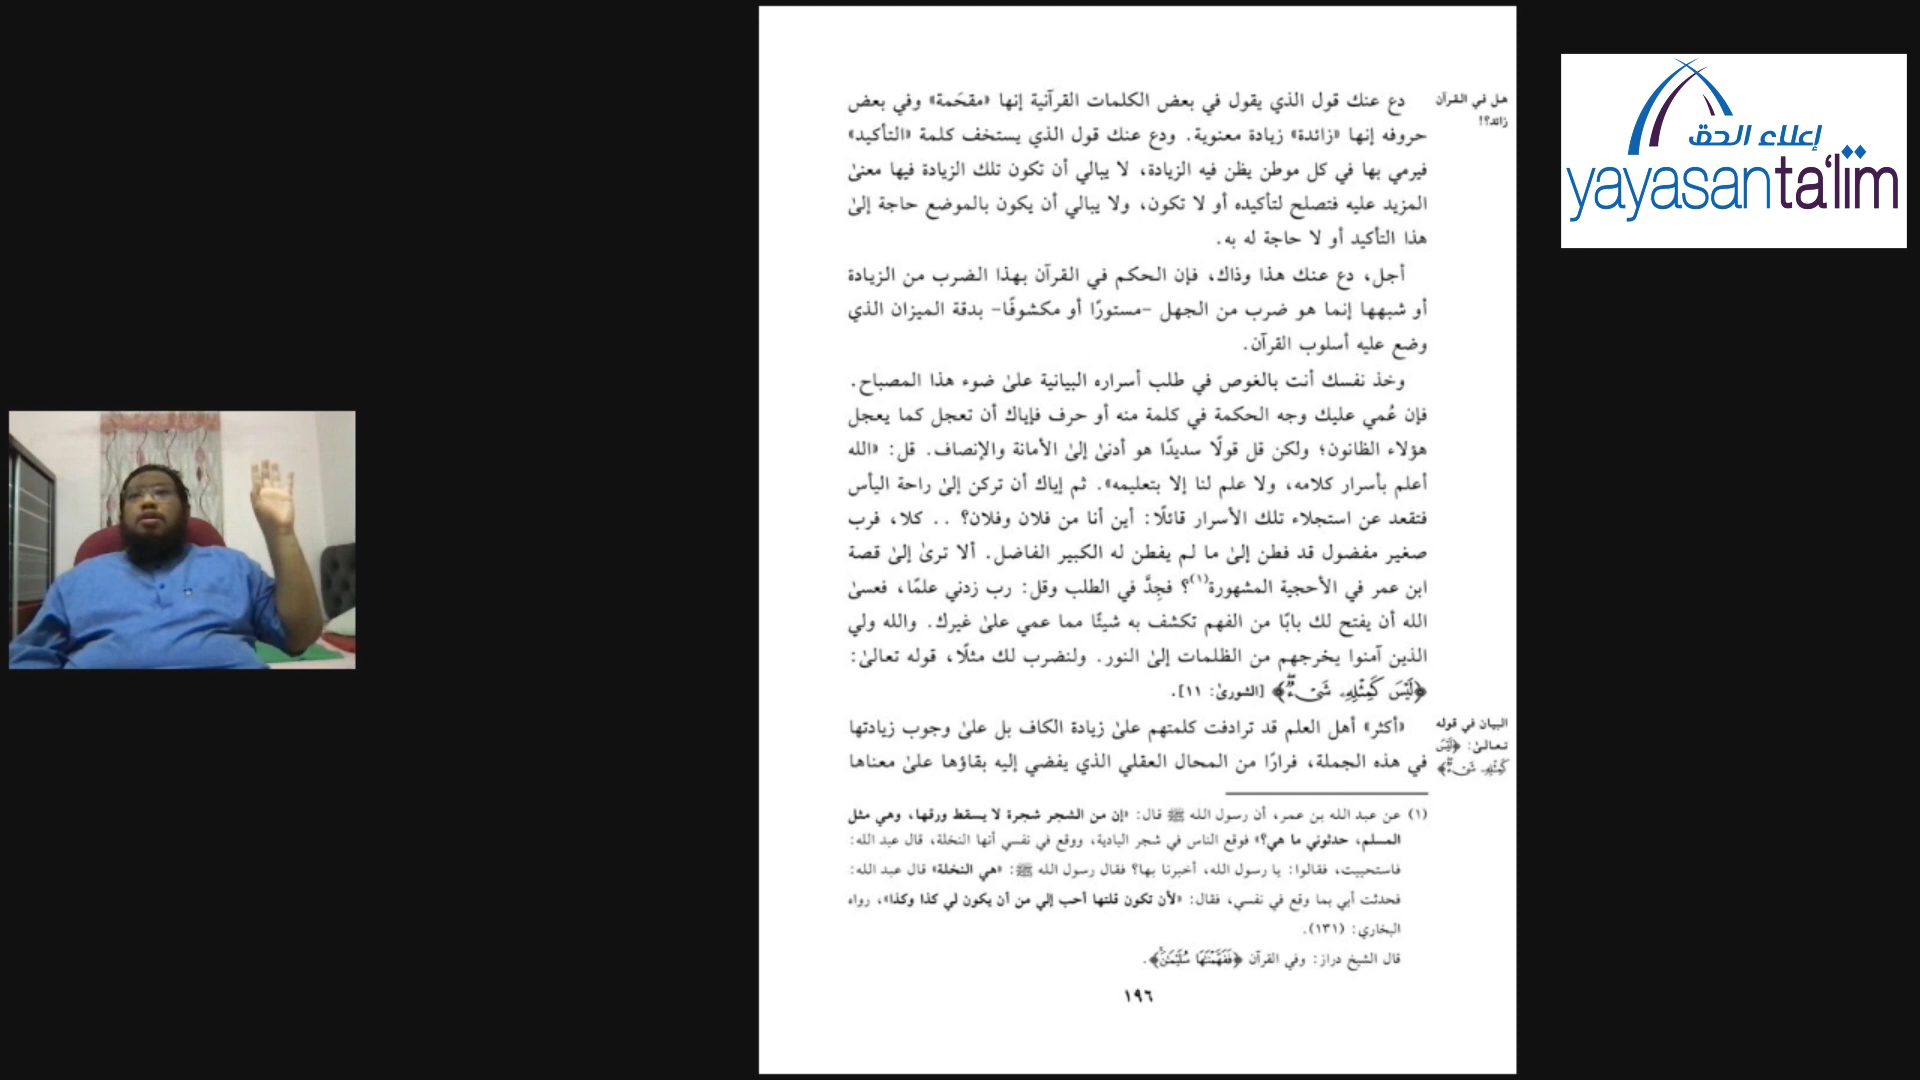 هل في القرآن
زائد؟!
دع عنك قول الذي يقول في بعض الكلمات القرآنية إنها «مقحَمة» وفي بعض
حروفه إنها «زائدة» زيادة معنوية. ودع عنك قول الذي يستخف كلمة «التأكيد»
فيرمي بها في كل موطن يظن فيه الزيادة، لا يبالي أن تكون تلك الزيادة فيها معنىٰ
المزيد عليه فتصلح لتأكيده أو لا تكون، ولا يبالي أن يكون بالموضع حاجة إلىٰ
هذا التأكيد أو لا حاجة له به.
أجل، دع عنك هذا وذاك، فإن الحكم في القرآن بهذا الضرب من الزيادة
أو شبهها إنما هو ضرب من الجهل -مستورًا أو مكشوفًا- بدقة الميزان الذي
وضع عليه أسلوب القرآن.
وخذ نفسك أنت بالغوص في طلب أسراره البيانية علىٰ ضوء هذا المصباح.
فإن عُمي عليك وجه الحكمة في كلمة منه أو حرف فإياك أن تعجل كما يعجل
هؤلاء الظانون؛ ولكن قل قولًا سديدًا هو أدنىٰ إلىٰ الأمانة والإنصاف. قل: «الله
أعلم بأسرار كلامه، ولا علم لنا إلا بتعليمه». ثم إياك أن تركن إلىٰ راحة اليأس
فتقعد عن استجلاء تلك الأسرار قائلًا: أين أنا من فلان وفلان؟ .. كلا، فرب
صغير مفضول قد فطن إلىٰ ما لم يفطن له الكبير الفاضل. ألا ترىٰ إلىٰ قصة
ابن عمر في الأحجية المشهورة(١)؟ فجِدَّ في الطلب وقل: رب زدني علمًا، فعسىٰ
الله أن يفتح لك بابًا من الفهم تكشف به شيئًا مما عمي علىٰ غيرك. والله ولي
الذين آمنوا يخرجهم من الظلمات إلىٰ النور. ولنضرب لك مثلًا، قوله تعالىٰ:
﴿لَيْسَ كَمِثْلِهِۦ شَىْءٌۖ﴾ [الشورىٰ: ١١].
البيان في قوله
تعالىٰ: ﴿لَيْسَ
كَمِثْلِهِۦ شَىْءٌ﴾
«أكثر» أهل العلم قد ترادفت كلمتهم علىٰ زيادة الكاف بل علىٰ وجوب زيادتها
في هذه الجملة، فرارًا من المحال العقلي الذي يفضي إليه بقاؤها علىٰ معناها
(١) عن عبد الله بن عمر، أن رسول الله ﷺ قال: «إن من الشجر شجرة لا يسقط ورقها، وهي مثل
المسلم، حدثوني ما هي؟» فوقع الناس في شجر البادية، ووقع في نفسي أنها النخلة، قال عبد الله:
فاستحييت، فقالوا: يا رسول الله، أخبرنا بها؟ فقال رسول الله ﷺ: «هي النخلة» قال عبد الله:
فحدثت أبي بما وقع في نفسي، فقال: «لأن تكون قلتها أحب إلي من أن يكون لي كذا وكذا»، رواه
البخاري: (١٣١).
قال الشيخ دراز: وفي القرآن ﴿فَفَهَّمْنَٰهَا سُلَيْمَٰنَ﴾.
١٩٦
إعلاء الحق
yayasanta'lim